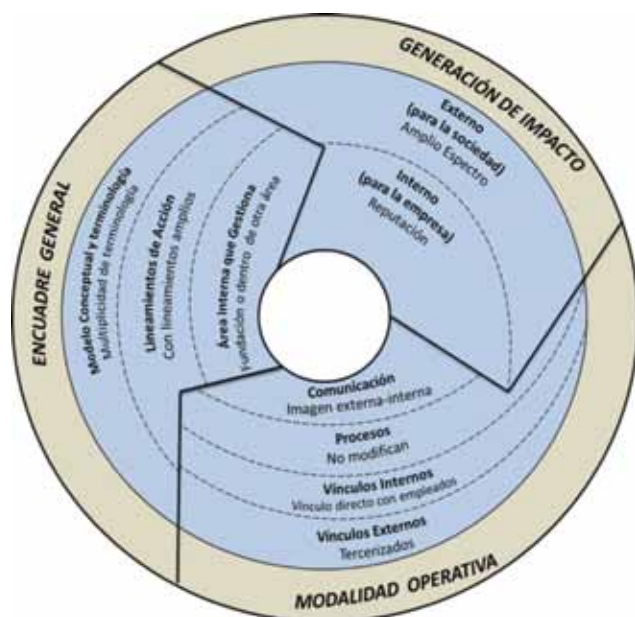 GENERACIÓN DE IMPACTO
Externo
(para la sociedad)
Amplio Espectro
Interno
(para la empresa)
Reputación
ENCUADRE GENERAL
Modelo Conceptual y terminología
Multiplicidad de terminología
Lineamientos de Acción
Con lineamientos amplios
Área Interna que Gestiona
Fundación o dentro de otra área
Comunicación
Imagen externa-interna
Procesos
No modifican
Vínculos Internos
Vínculo directo con empleados
Vínculos Externos
Tercerizados
MODALIDAD OPERATIVA